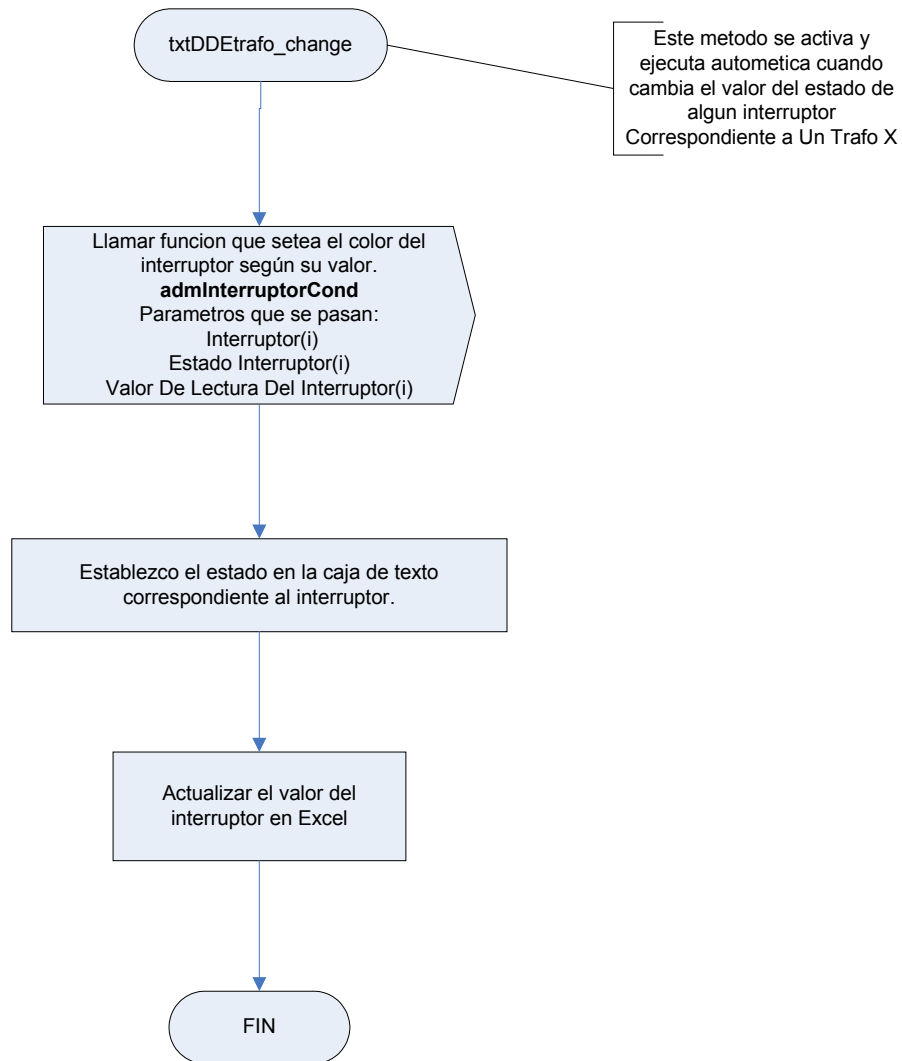 txtDDEtrafo_change
Este metodo se activa y
ejecuta autometica cuando
cambia el valor del estado de
algun interruptor
Correspondiente a Un Trafo X
Llamar funcion que setea el color del
interruptor según su valor.
admInterruptorCond
Parametros que se pasan:
Interruptor(i)
Estado Interruptor(i)
Valor De Lectura Del Interruptor(i)
Establezco el estado en la caja de texto
correspondiente al interruptor.
Actualizar el valor del
interruptor en Excel
FIN